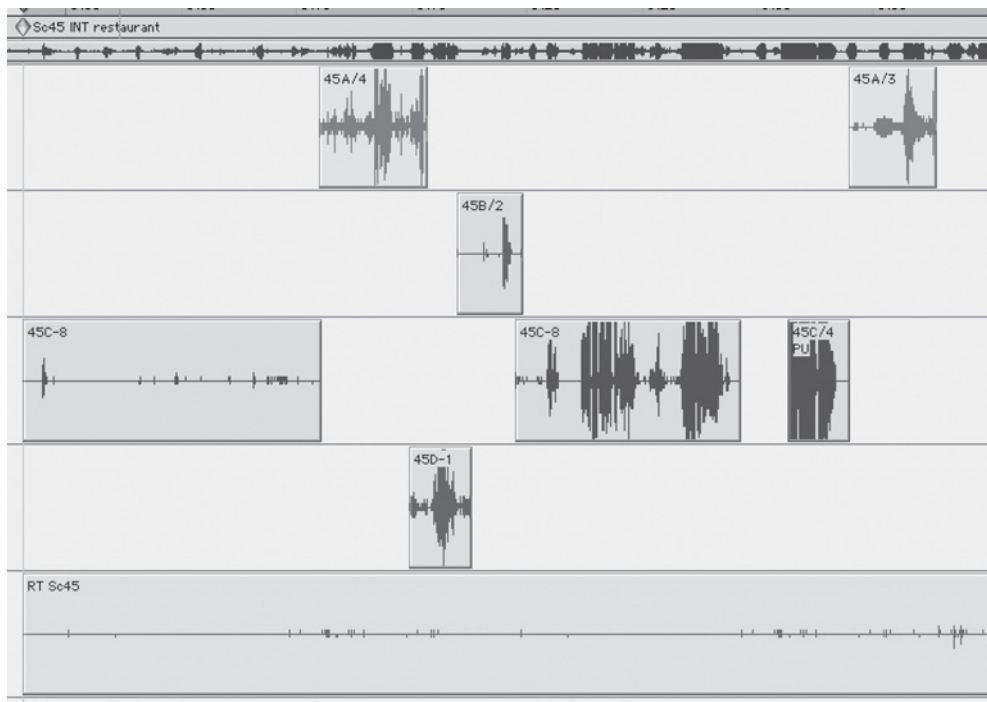 Sc45 INT restaurant
45A/4
45A/3
45B/2
45C-8
45C-8
45C/4
PU
45D-1
RT Sc45